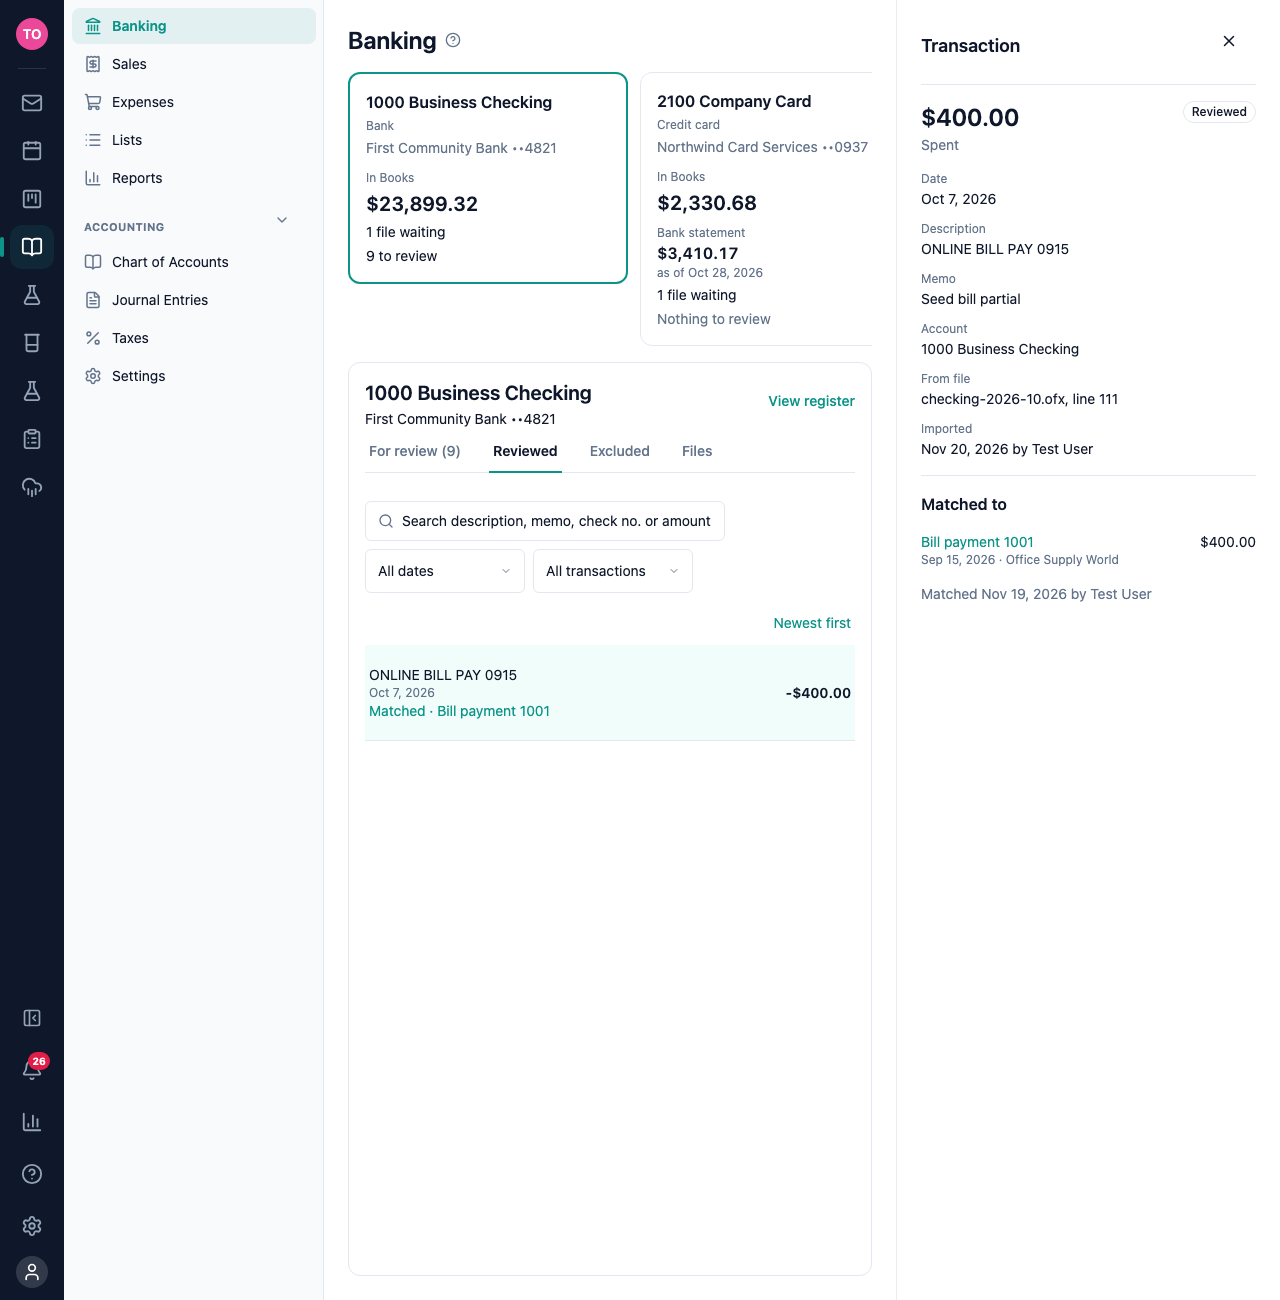 TO
Banking
Sales
Expenses
Lists
Reports
ACCOUNTING
Chart of Accounts
Journal Entries
Taxes
Settings
26
Banking
1000 Business Checking
Bank
First Community Bank ••4821
In Books
$23,899.32
1 file waiting
9 to review
2100 Company Card
Credit card
Northwind Card Services ••0937
In Books
$2,330.68
Bank statement
$3,410.17
as of Oct 28, 2026
1 file waiting
Nothing to review
1000 Business Checking
First Community Bank ••4821
View register
For review (9) Reviewed Excluded Files
Search description, memo, check no. or amount
All dates All transactions
Newest first
ONLINE BILL PAY 0915
Oct 7, 2026
Matched · Bill payment 1001
-$400.00
Transaction
$400.00
Reviewed
Spent
Date
Oct 7, 2026
Description
ONLINE BILL PAY 0915
Memo
Seed bill partial
Account
1000 Business Checking
From file
checking-2026-10.ofx, line 111
Imported
Nov 20, 2026 by Test User
Matched to
Bill payment 1001 $400.00
Sep 15, 2026 · Office Supply World
Matched Nov 19, 2026 by Test User